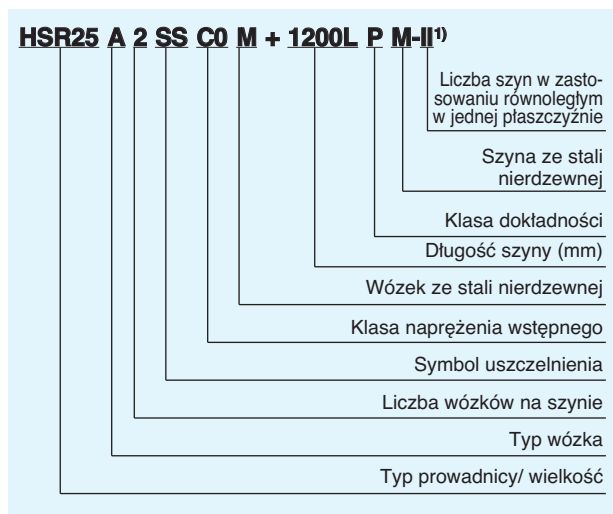 HSR25 A 2 SS C0 M + 1200L P M-II¹⁾
Liczba szyn w zasto-
sowaniu równoległym
w jednej płaszczyźnie
Szyna ze stali
nierdzewnej
Klasa dokładności
Długość szyny (mm)
Wózek ze stali nierdzewnej
Klasa naprężenia wstępnego
Symbol uszczelnienia
Liczba wózków na szynie
Typ wózka
Typ prowadnicy/ wielkość